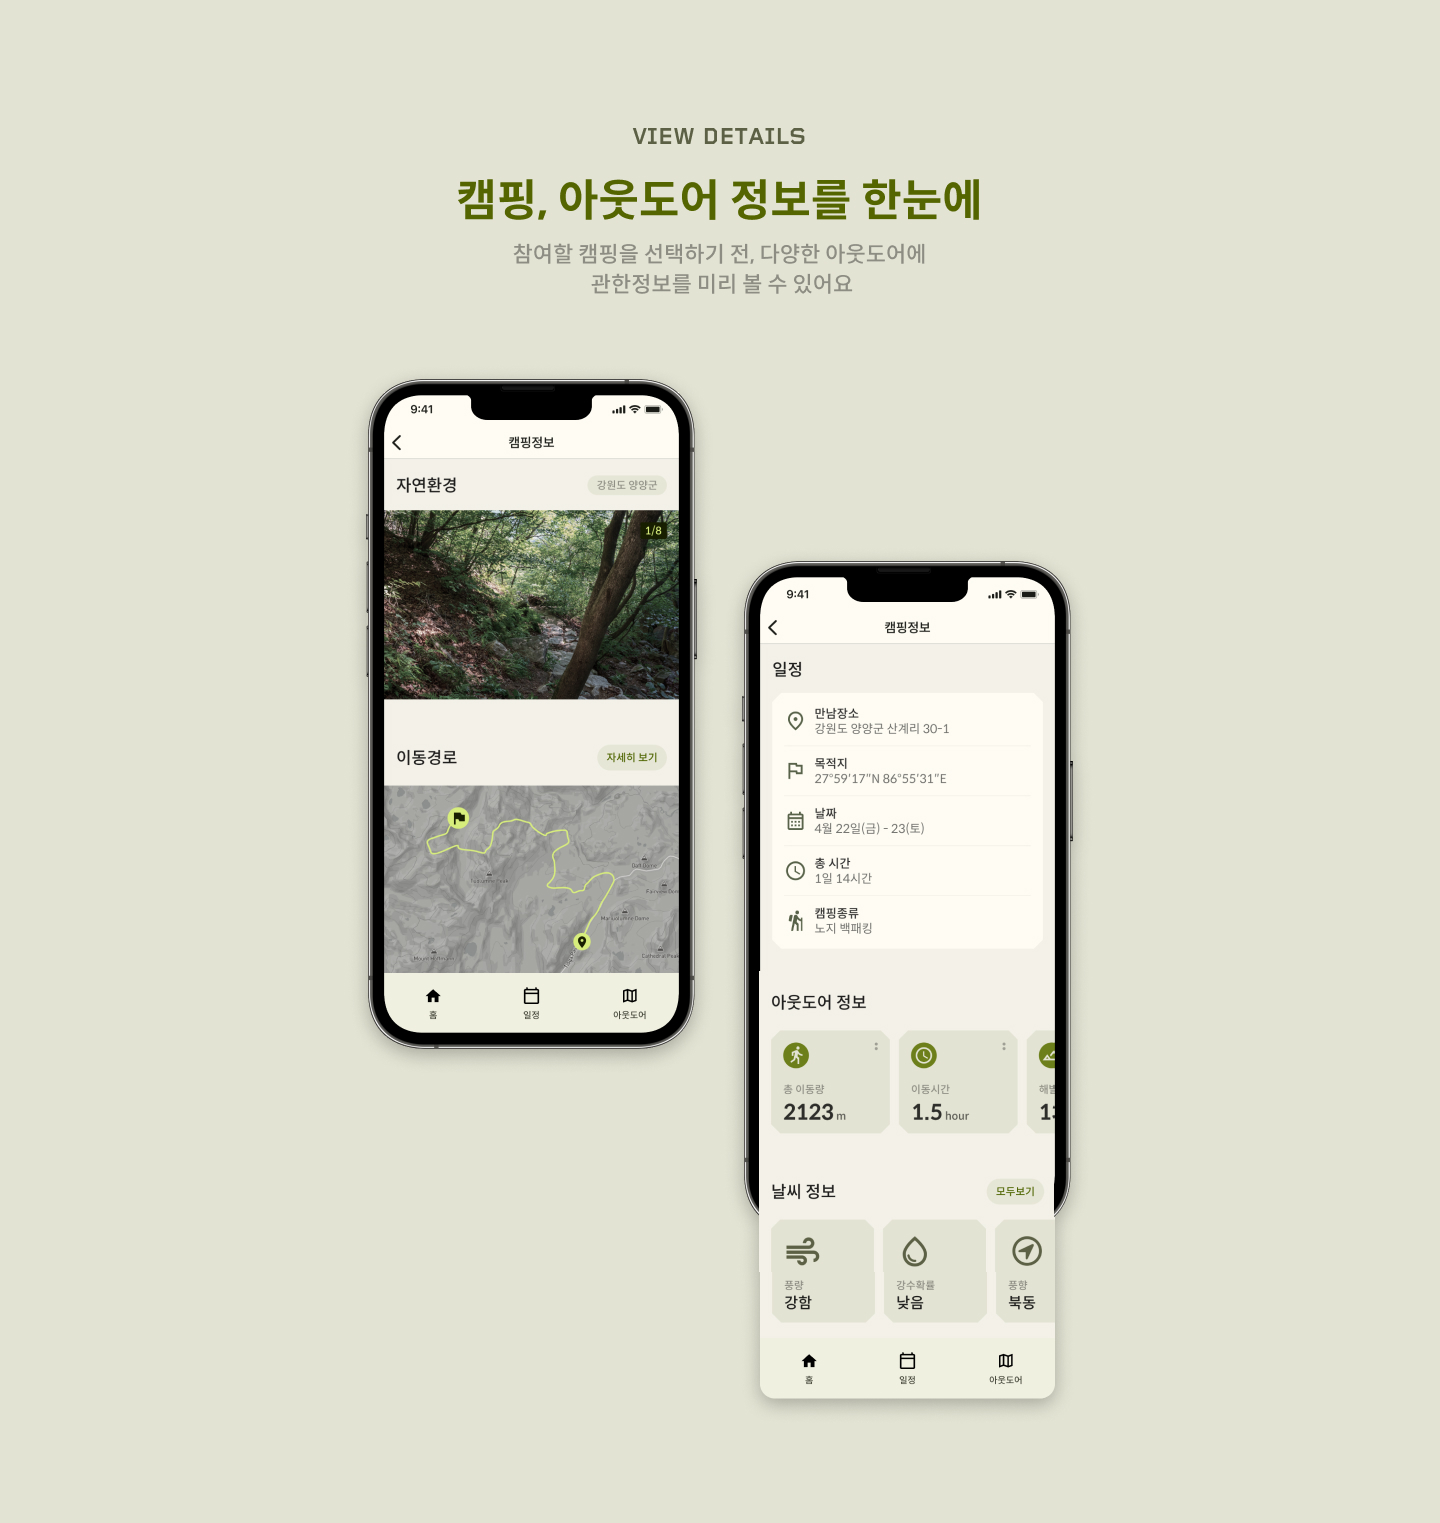 VIEW DETAILS
캠핑, 아웃도어 정보를 한눈에
참여할 캠핑을 선택하기 전, 다양한 아웃도어에
관한정보를 미리 볼 수 있어요
9:41
캠핑정보
자연환경
강원도 양양군
1/8
이동경로
자세히 보기
Cathedral Peak
홈
일정
아웃도어
9:41
캠핑정보
일정
만남장소
강원도 양양군 산계리 30-1
목적지
27°59'17"N 86°55'31"E
날짜
4월 22일(금) - 23(토)
총 시간
1일 14시간
캠핑종류
노지 백패킹
아웃도어 정보
총 이동량
2123 m
이동시간
1.5 hour
날씨 정보
모두보기
풍량
강함
강수확률
낮음
풍향
북동
홈
일정
아웃도어